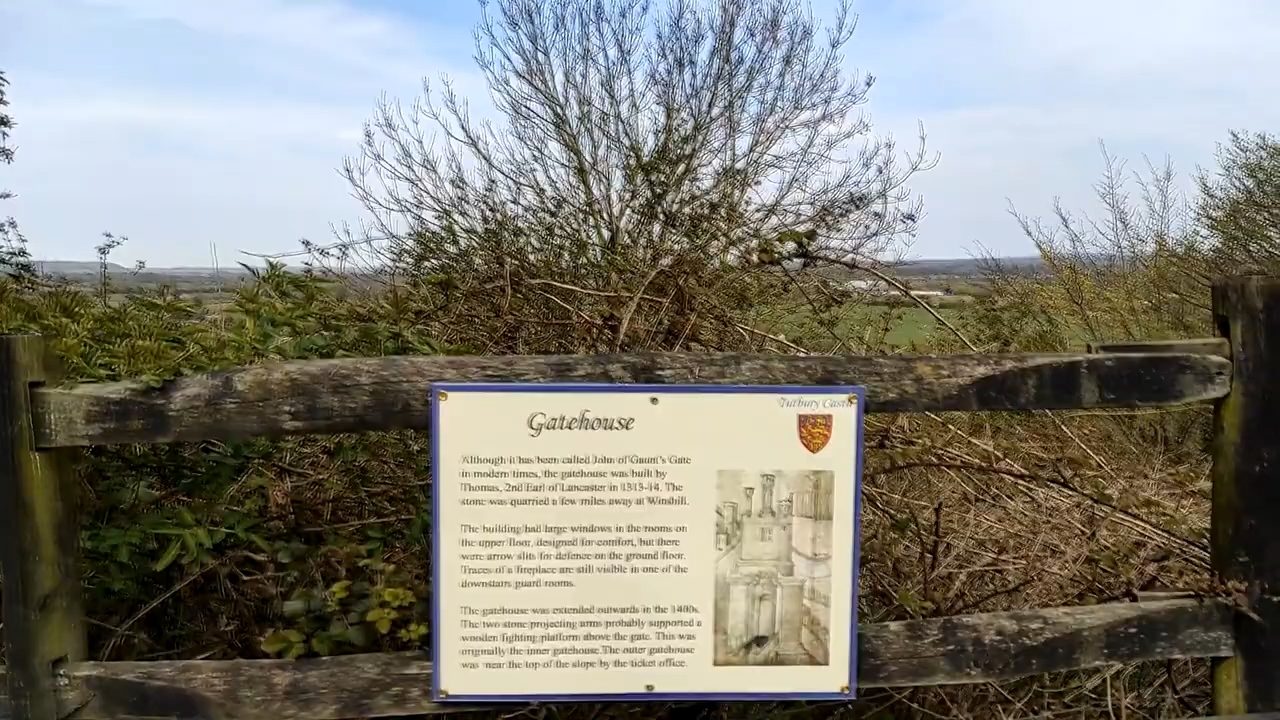 Tutbury Castle
Gatehouse
Although it has been called John of Gaunt's Gate
in modern times, the gatehouse was built by
Thomas, 2nd Earl of Lancaster in 1313-14. The
stone was quarried a few miles away at Winshill.
The building had large windows in the rooms on
the upper floor, designed for comfort, but there
were arrow slits for defence on the ground floor.
Traces of a fireplace are still visible in one of the
downstairs guard rooms.
The gatehouse was extended outwards in the 1400s.
The two stone projecting arms probably supported a
wooden fighting platform above the gate. This was
originally the inner gatehouse. The outer gatehouse
was near the top of the slope by the ticket office.